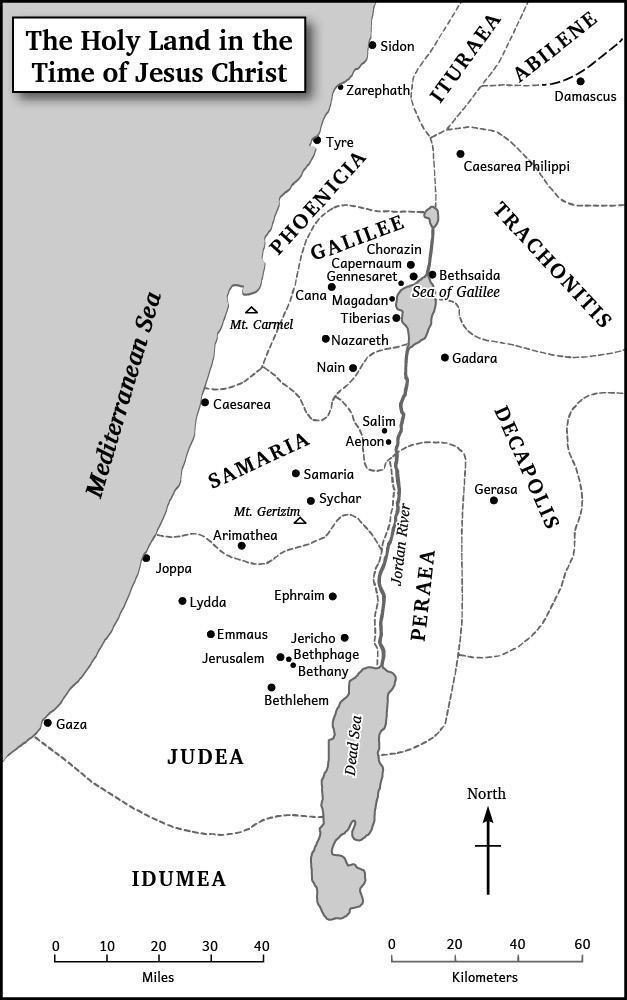 The Holy Land in the
Time of Jesus Christ
Sidon
ITURAEA
ABILENE
Zarephath
Damascus
Tyre
Caesarea Philippi
PHOENICIA
TRACHONITIS
GALILEE
Chorazin
Capernaum
Gennesaret
Bethsaida
Cana
Magadan
Sea of Galilee
Tiberias
Mt. Carmel
Nazareth
Gadara
Nain
Mediterranean Sea
Caesarea
Salim
Aenon
DECAPOLIS
SAMARIA
Samaria
Sychar
Gerasa
Mt. Gerizim
Arimathea
Jordan River
Joppa
PERAEA
Ephraim
Lydda
Emmaus
Jericho
Jerusalem
Bethphage
Bethany
Bethlehem
Gaza
Dead Sea
JUDEA
North
IDUMEA
0 10 20 30 40
Miles
0 20 40 60
Kilometers